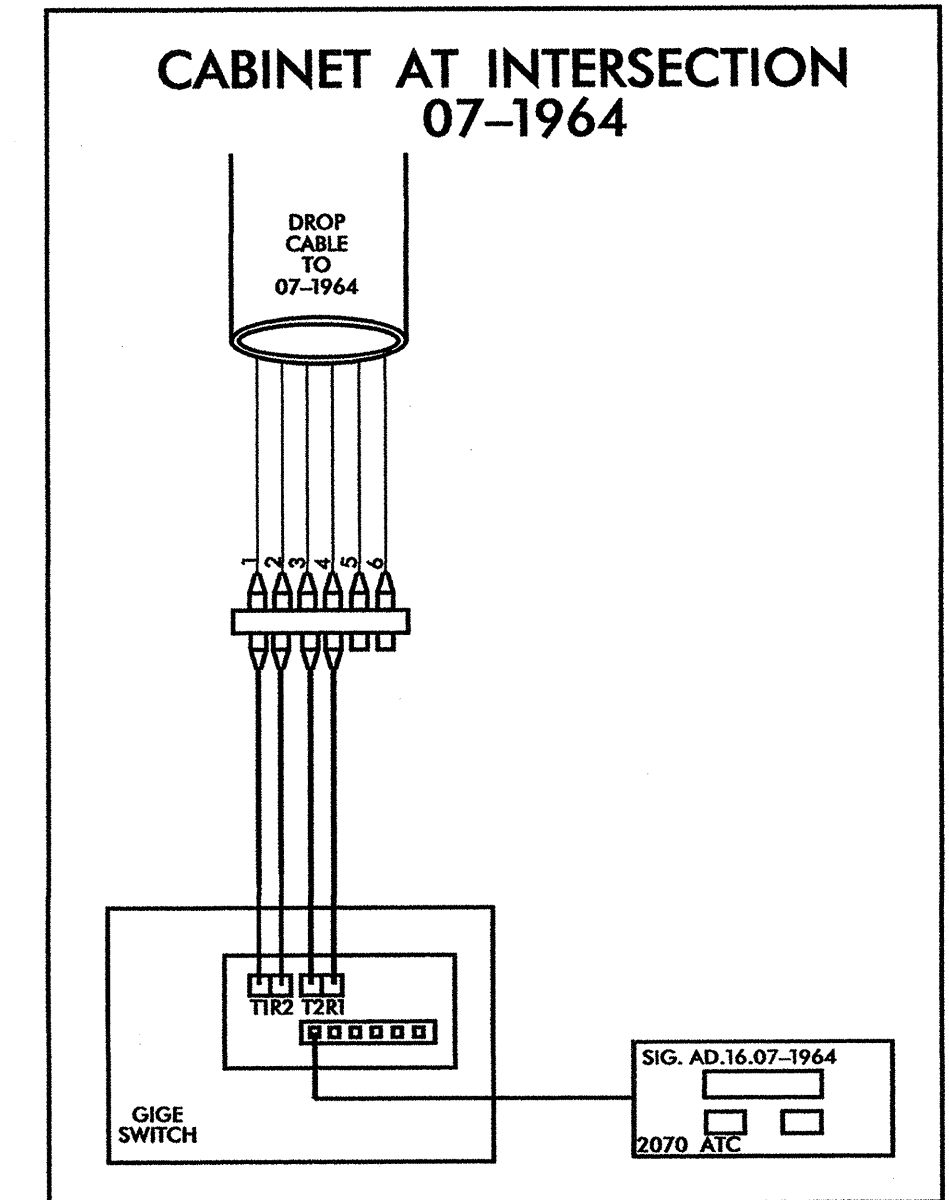 CABINET AT INTERSECTION
07–1964
DROP
CABLE
TO
07–1964
1 2 3 4 5 6
T1R2 T2R1
GIGE
SWITCH
SIG. AD.16.07–1964
2070 ATC